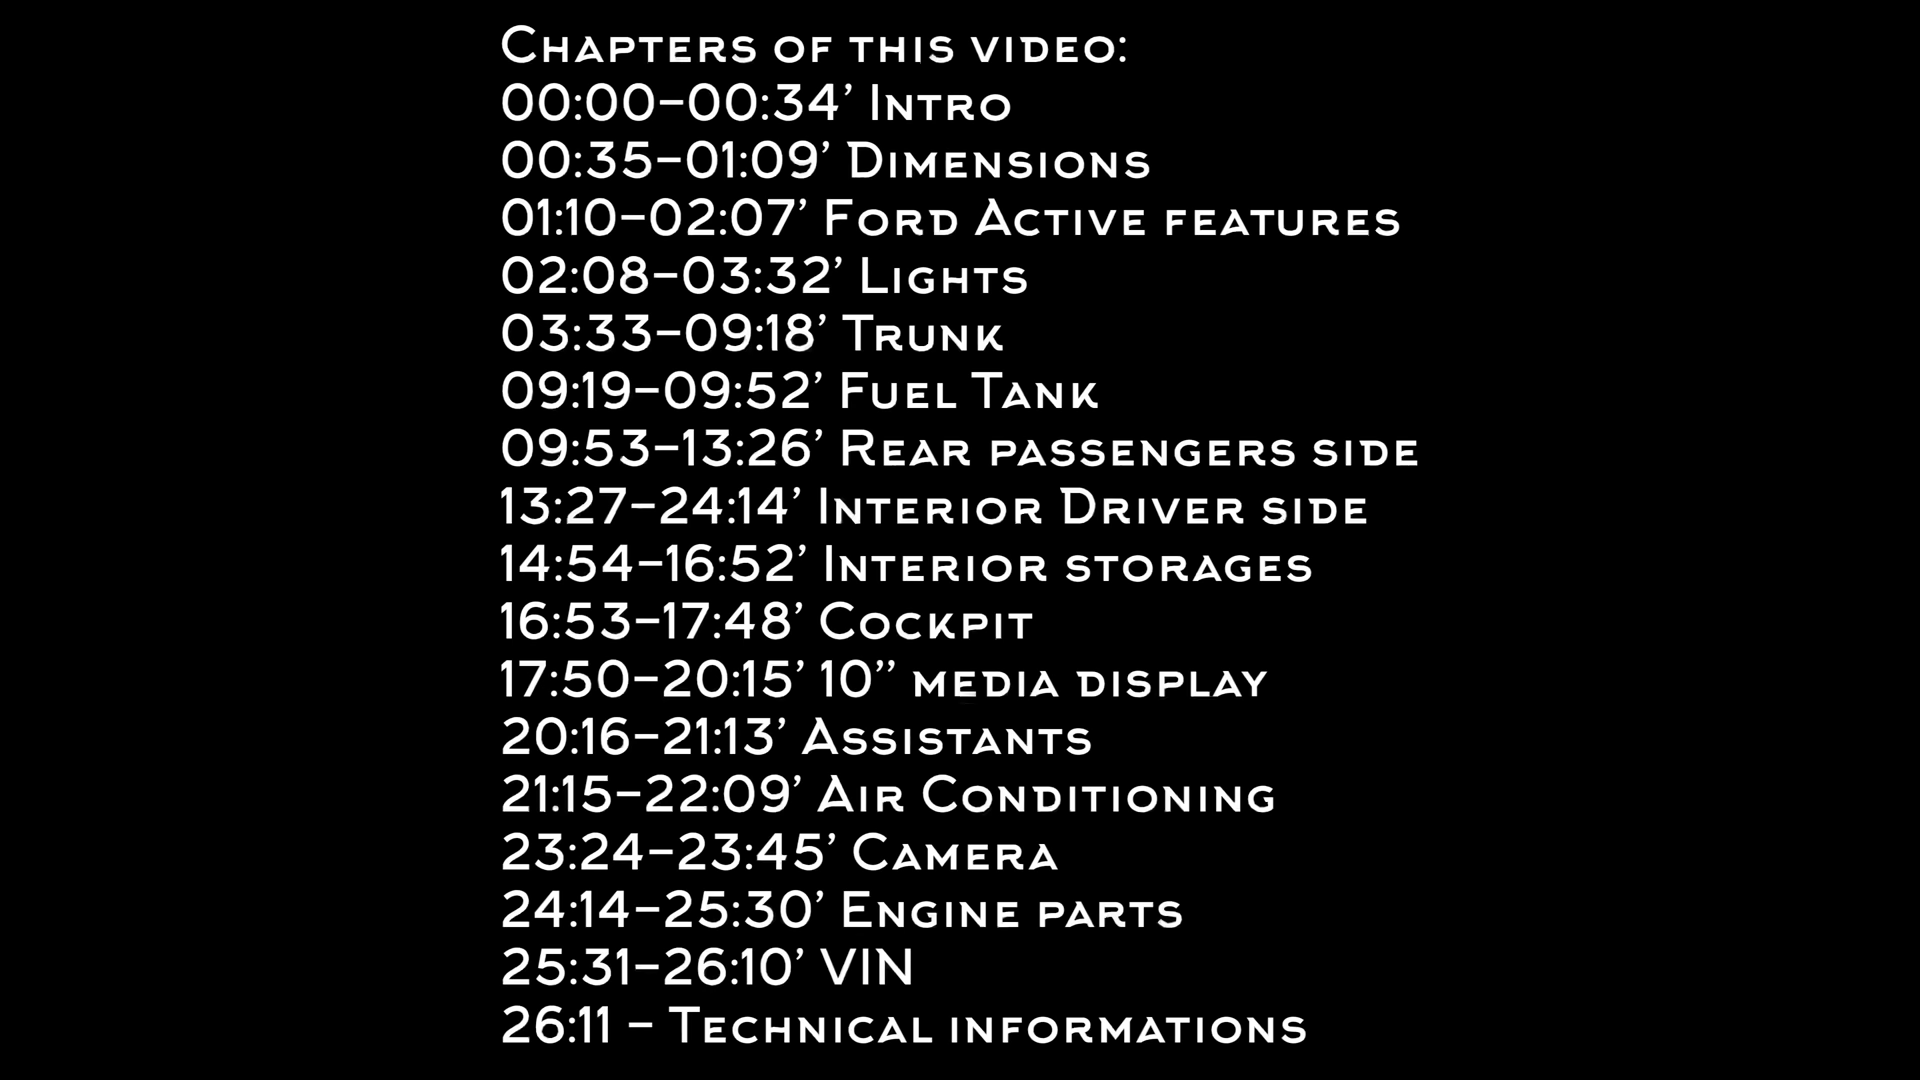 Chapters of this video:
00:00–00:34’ Intro
00:35–01:09’ Dimensions
01:10–02:07’ Ford Active features
02:08–03:32’ Lights
03:33–09:18’ Trunk
09:19–09:52’ Fuel Tank
09:53–13:26’ Rear passengers side
13:27–24:14’ Interior Driver side
14:54–16:52’ Interior storages
16:53–17:48’ Cockpit
17:50–20:15’ 10” media display
20:16–21:13’ Assistants
21:15–22:09’ Air Conditioning
23:24–23:45’ Camera
24:14–25:30’ Engine parts
25:31–26:10’ VIN
26:11 – Technical informations